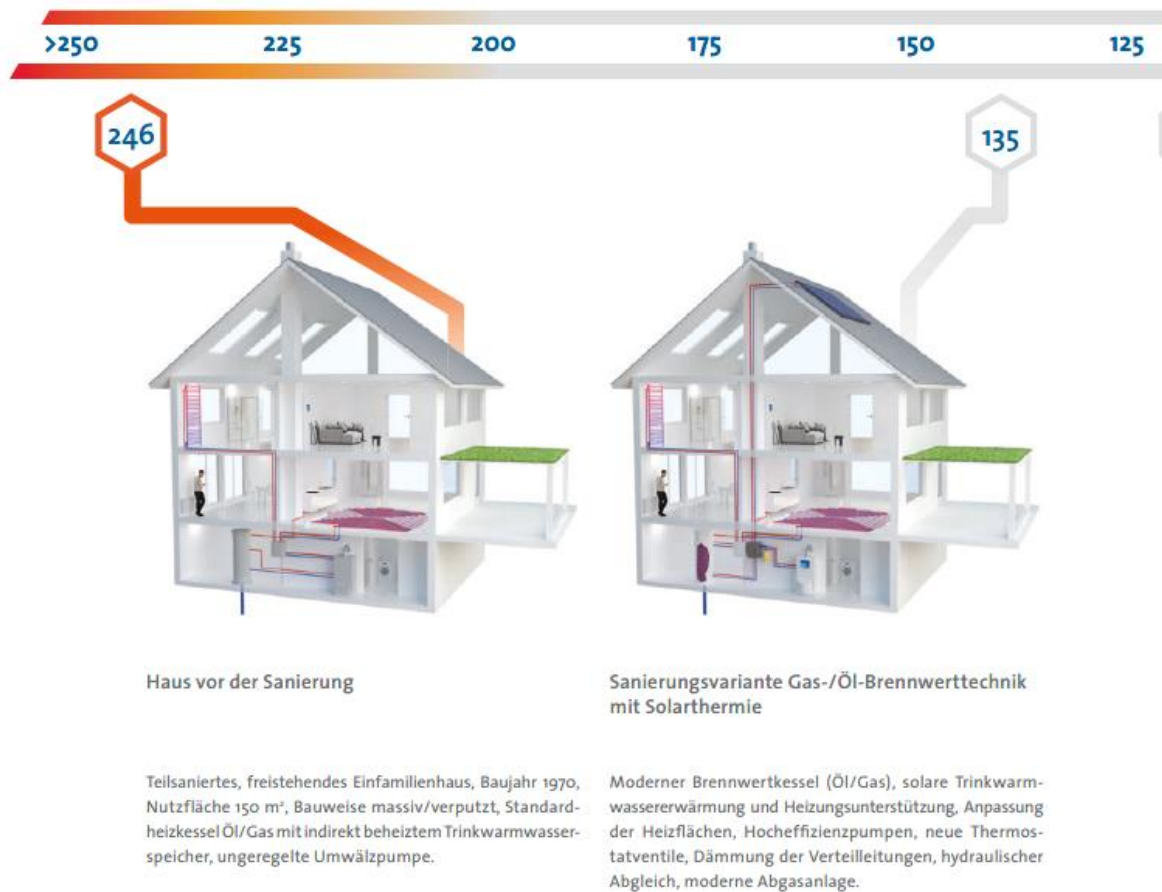 >250 225 200 175 150 125
246 135
Haus vor der Sanierung
Teilsaniertes, freistehendes Einfamilienhaus, Baujahr 1970,
Nutzfläche 150 m², Bauweise massiv/verputzt, Standard-
heizkessel Öl/Gas mit indirekt beheiztem Trinkwarmwasser-
speicher, ungeregelte Umwälzpumpe.
Sanierungsvariante Gas-/Öl-Brennwerttechnik
mit Solarthermie
Moderner Brennwertkessel (Öl/Gas), solare Trinkwarm-
wassererwärmung und Heizungsunterstützung, Anpassung
der Heizflächen, Hocheffizienzpumpen, neue Thermos-
tatventile, Dämmung der Verteilleitungen, hydraulischer
Abgleich, moderne Abgasanlage.